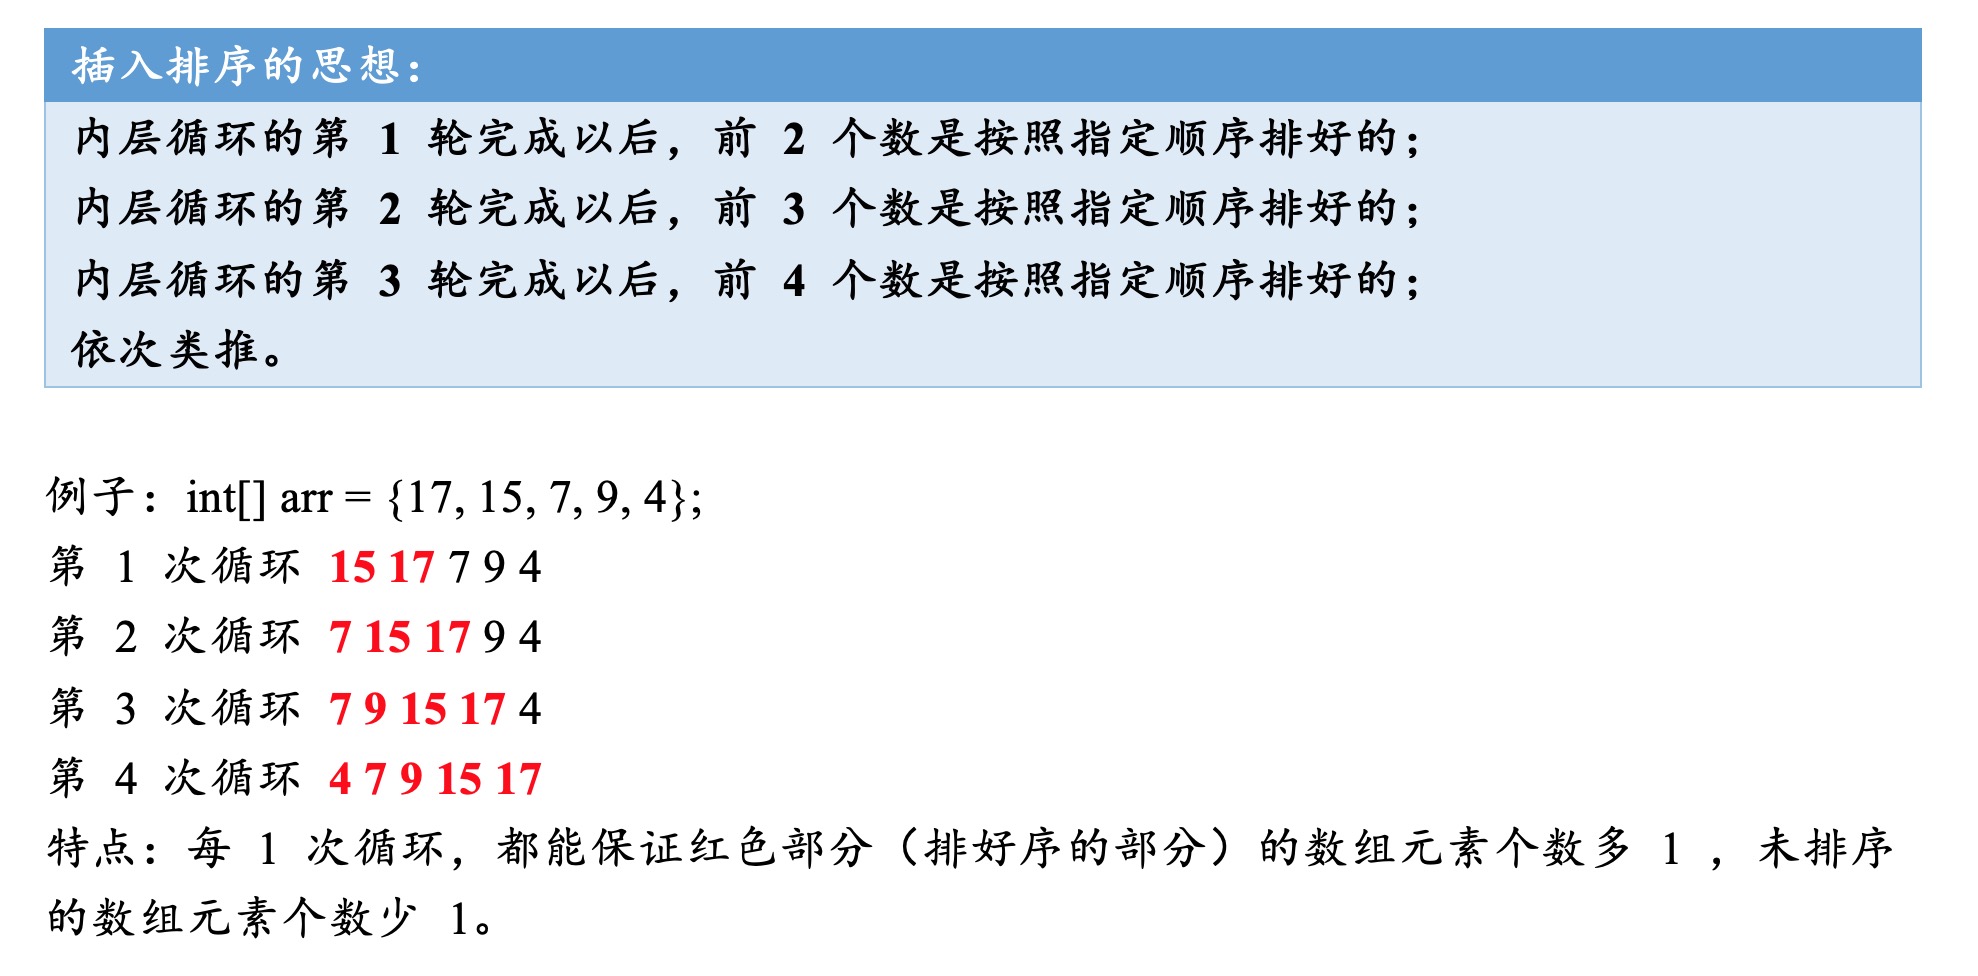 插入排序的思想：
内层循环的第 1 轮完成以后，前 2 个数是按照指定顺序排好的；
内层循环的第 2 轮完成以后，前 3 个数是按照指定顺序排好的；
内层循环的第 3 轮完成以后，前 4 个数是按照指定顺序排好的；
依次类推。
例子：int[] arr = {17, 15, 7, 9, 4};
第 1 次循环 15 17 7 9 4
第 2 次循环 7 15 17 9 4
第 3 次循环 7 9 15 17 4
第 4 次循环 4 7 9 15 17
特点：每 1 次循环，都能保证红色部分（排好序的部分）的数组元素个数多 1 ，未排序
的数组元素个数少 1。